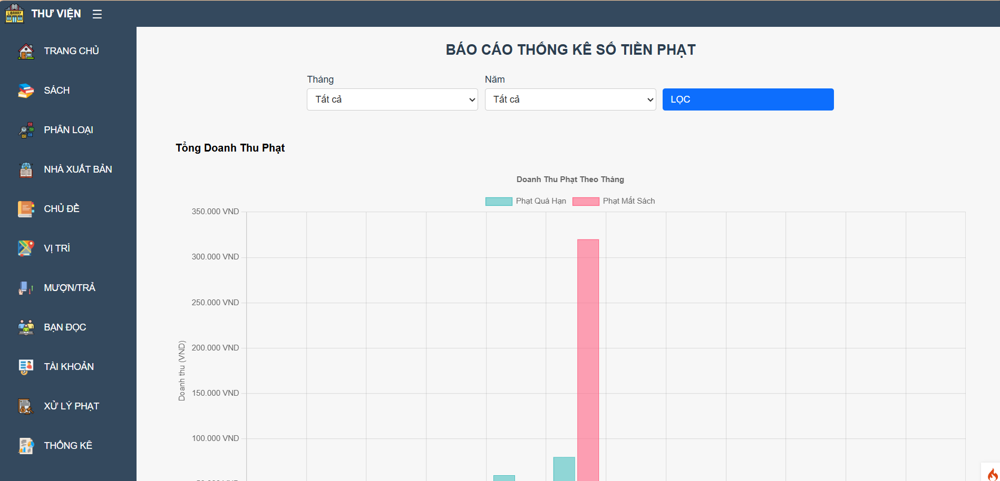 THƯ VIỆN ☰
TRANG CHỦ
SÁCH
PHÂN LOẠI
NHÀ XUẤT BẢN
CHỦ ĐỀ
VỊ TRÍ
MƯỢN/TRẢ
BẠN ĐỌC
TÀI KHOẢN
XỬ LÝ PHẠT
THỐNG KÊ
BÁO CÁO THỐNG KÊ SỐ TIỀN PHẠT
Tháng
Năm
Tất cả
Tất cả
LỌC
Tổng Doanh Thu Phạt
Doanh Thu Phạt Theo Tháng
Phạt Quá Hạn
Phạt Mất Sách
350.000 VND
300.000 VND
250.000 VND
200.000 VND
150.000 VND
100.000 VND
Doanh thu (VND)
LIBRARY